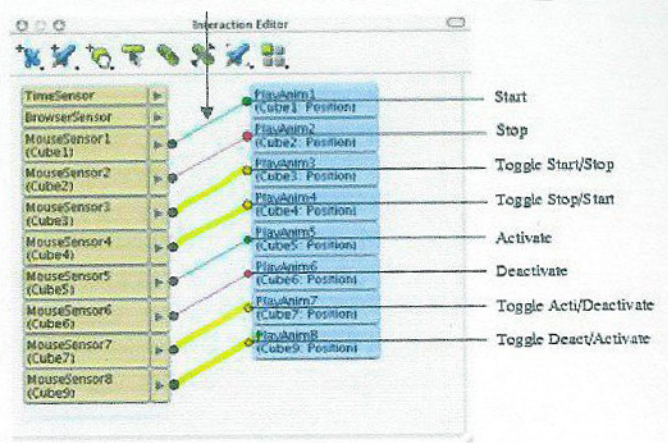 Interaction Editor
TimeSensor
BrowserSensor
MouseSensor1
(Cube1)
MouseSensor2
(Cube2)
MouseSensor3
(Cube3)
MouseSensor4
(Cube4)
MouseSensor5
(Cube5)
MouseSensor6
(Cube6)
MouseSensor7
(Cube7)
MouseSensor8
(Cube9)
PlayAnim1
(Cube1: Position)
PlayAnim2
(Cube2: Position)
PlayAnim3
(Cube3: Position)
PlayAnim4
(Cube4: Position)
PlayAnim5
(Cube5: Position)
PlayAnim6
(Cube6: Position)
PlayAnim7
(Cube7: Position)
PlayAnim8
(Cube9: Position)
Start
Stop
Toggle Start/Stop
Toggle Stop/Start
Activate
Deactivate
Toggle Acti/Deactivate
Toggle Deact/Activate